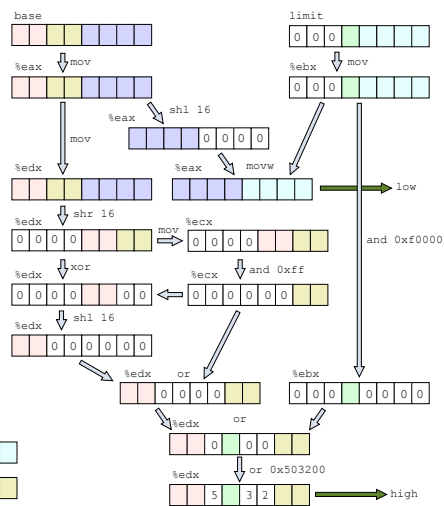 base limit
0 0 0
mov mov
%eax %ebx
0 0 0
shl 16
%eax
0 0 0 0
mov
%eax movw
low
%edx
shr 16
%edx mov %ecx
0 0 0 0 0 0 0 0
and 0xf0000
%edx xor %ecx and 0xff
0 0 0 0 0 0 0 0 0 0 0 0
%edx shl 16
0 0 0 0 0 0
%edx or %ebx
0 0 0 0 0 0 0 0 0 0 0
%edx or
0 0 0
%edx or 0x503200
5 3 2 high